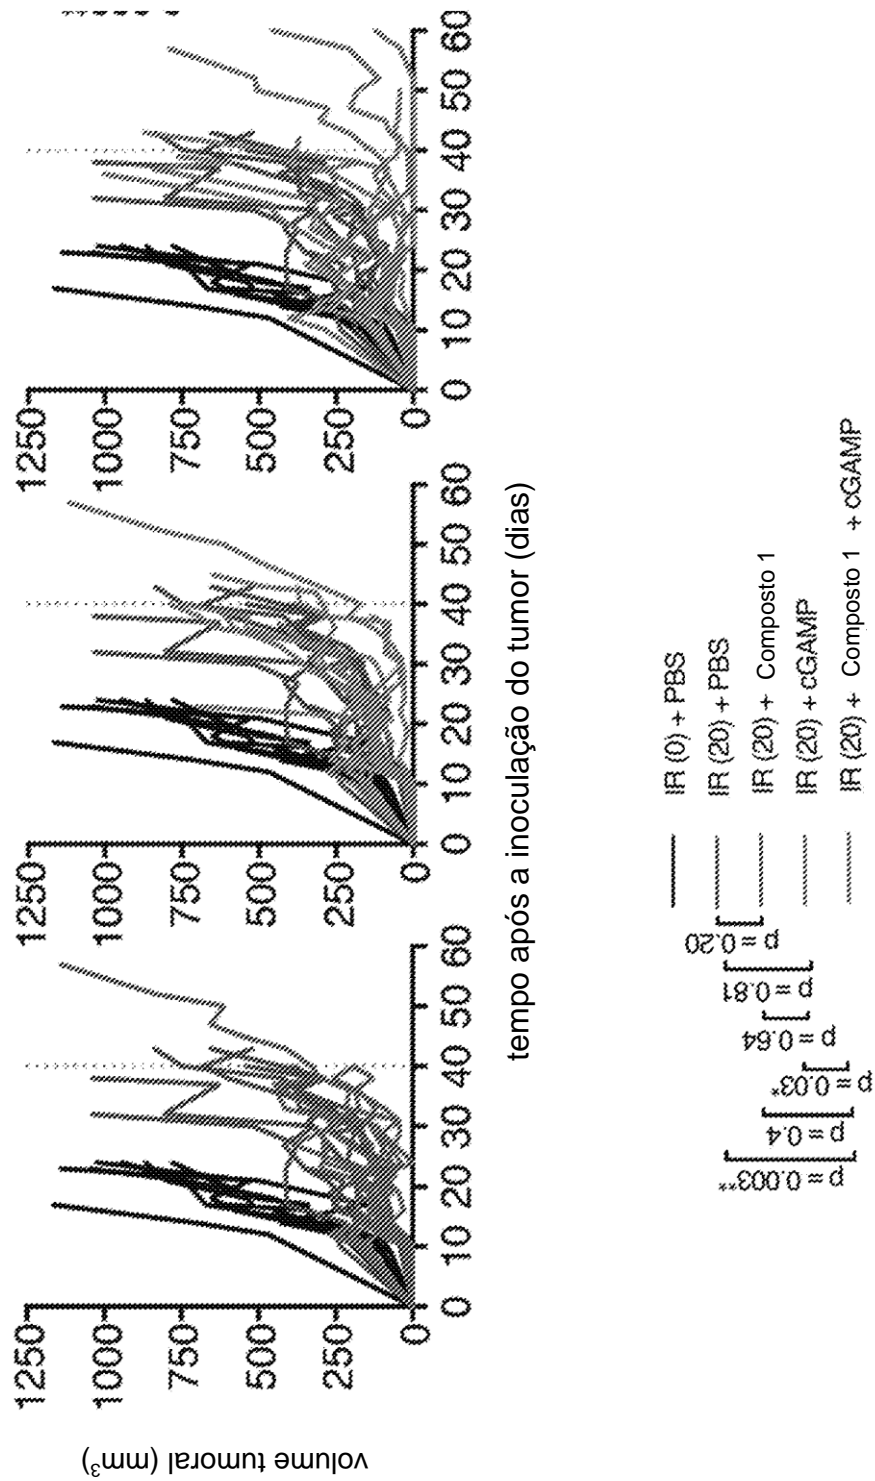 volume tumoral (mm³)
1250
1000
750
500
250
0
0 10 20 30 40 50 60
1250
1000
750
500
250
0
0 10 20 30 40 50 60
1250
1000
750
500
250
0
0 10 20 30 40 50 60
tempo após a inoculação do tumor (dias)
IR (0) + PBS
IR (20) + PBS
IR (20) + Composto 1
IR (20) + cGAMP
IR (20) + Composto 1 + cGAMP
p = 0.20
p = 0.81
p = 0.64
p = 0.03*
p = 0.4
p = 0.003**